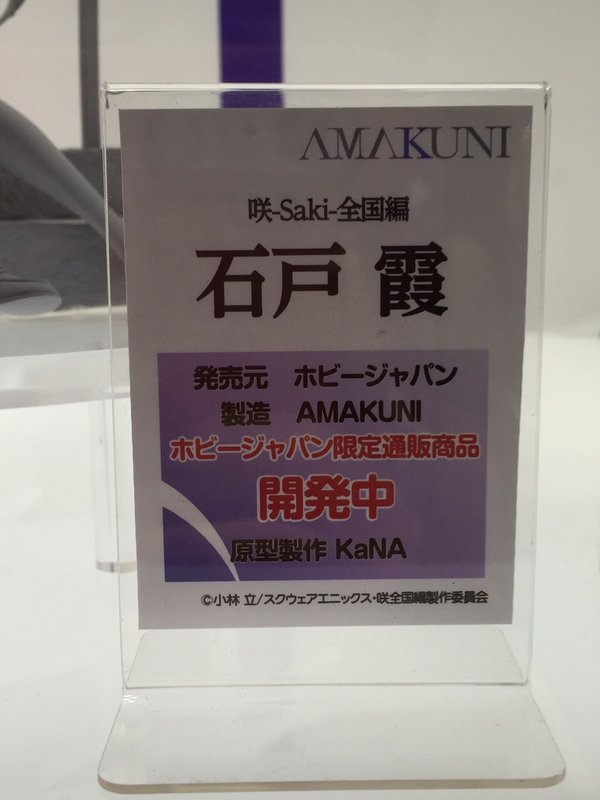 AMAKUNI
咲-Saki-全国編
石戸 霞
発売元 ホビージャパン
製造 AMAKUNI
ホビージャパン限定通販商品
開発中
原型製作 KaNA
©小林 立/スクウェアエニックス・咲全国編製作委員会